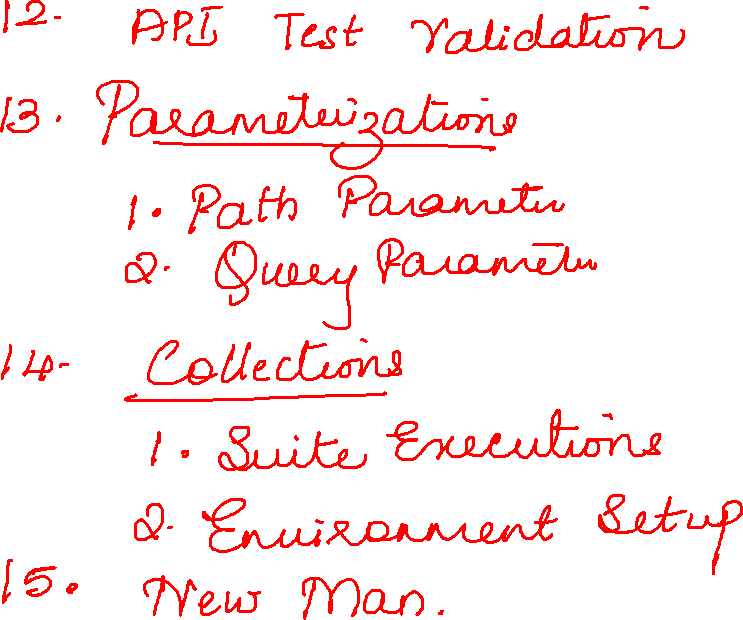 12. API Test Validation
13. Parameterizations
1. Path Parameter
2. Query Parameter
14. Collections
1. Suite Executions
2. Environment Setup
15. New Man.